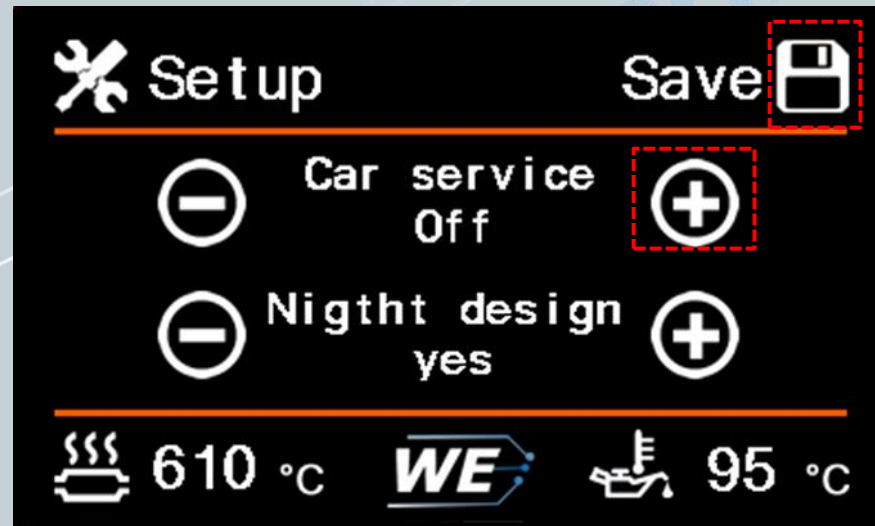 Setup
Save
Car service
Off
Nigtht design
yes
610 °C
WE
95 °C